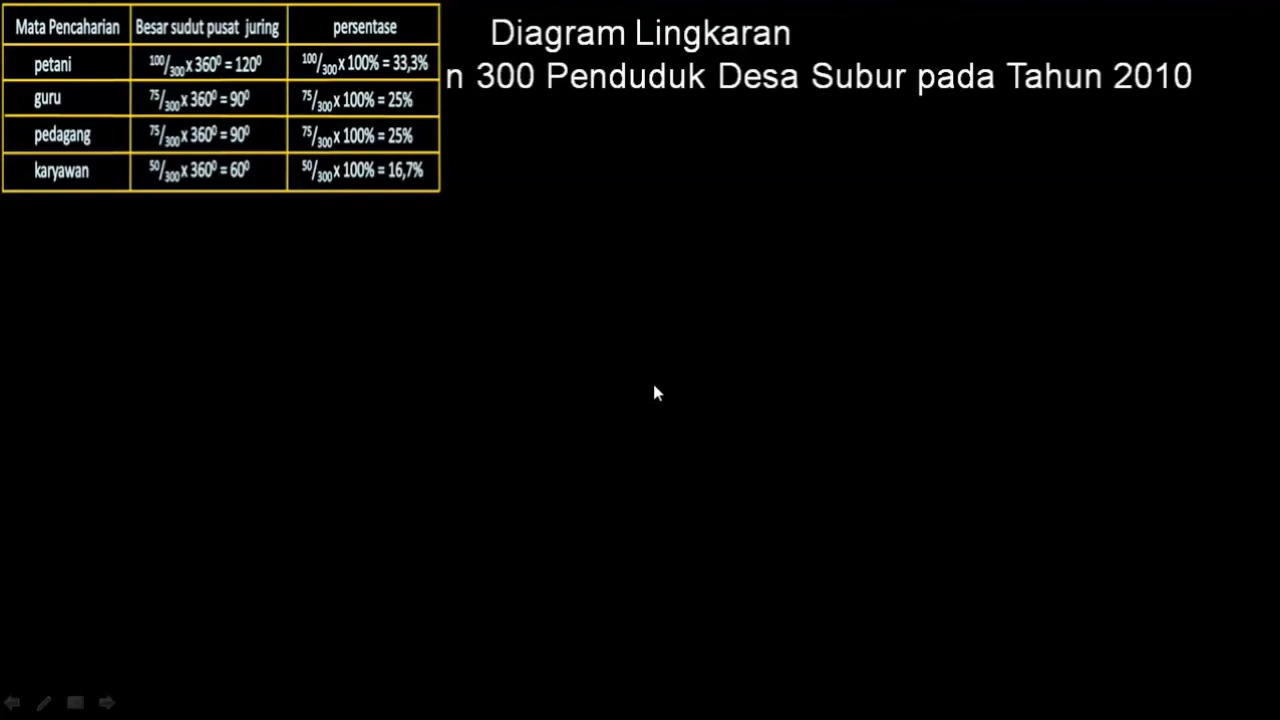 Diagram Lingkaran
n 300 Penduduk Desa Subur pada Tahun 2010
Mata Pencaharian Besar sudut pusat juring persentase
petani 100/300 x 360⁰ = 120⁰ 100/300 x 100% = 33,3%
guru 75/300 x 360⁰ = 90⁰ 75/300 x 100% = 25%
pedagang 75/300 x 360⁰ = 90⁰ 75/300 x 100% = 25%
karyawan 50/300 x 360⁰ = 60⁰ 50/300 x 100% = 16,7%